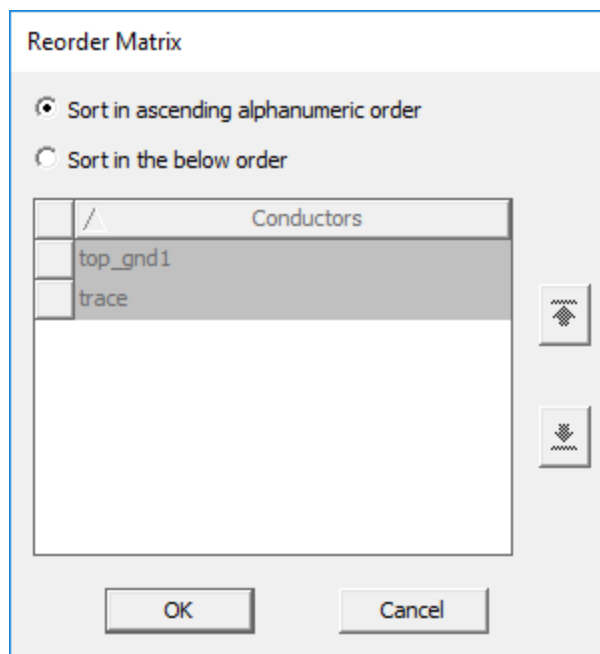 Reorder Matrix
Sort in ascending alphanumeric order
Sort in the below order
Conductors
top_gnd1
trace
OK
Cancel